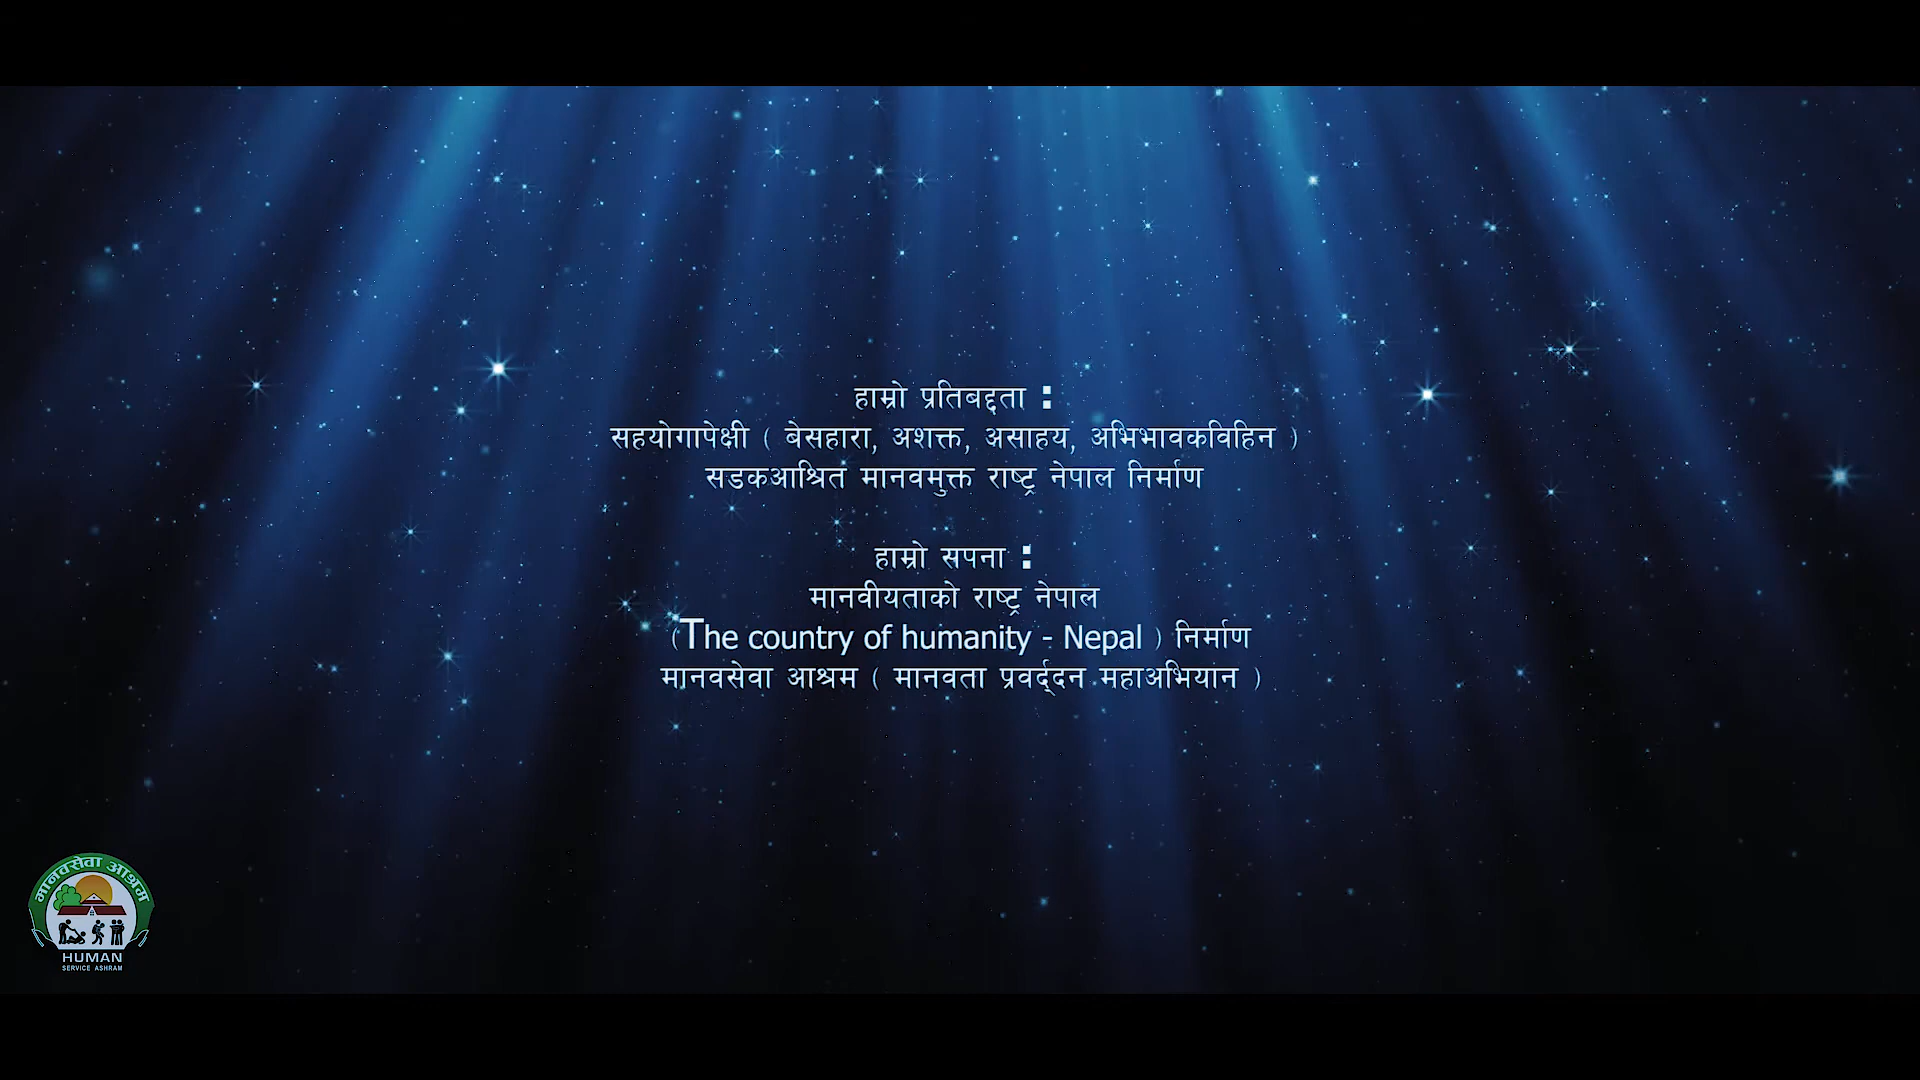 हाम्रो प्रतिबद्दता :
सहयोगापेक्षी ( बेसहारा, अशक्त, असाहय, अभिभावकविहिन )
सडकआश्रित मानवमुक्त राष्ट्र नेपाल निर्माण
हाम्रो सपना :
मानवीयताको राष्ट्र नेपाल
(The country of humanity - Nepal ) निर्माण
मानवसेवा आश्रम ( मानवता प्रवर्द्दन महाअभियान )
मानवसेवा आश्रम
HUMAN
SERVICE ASHRAM